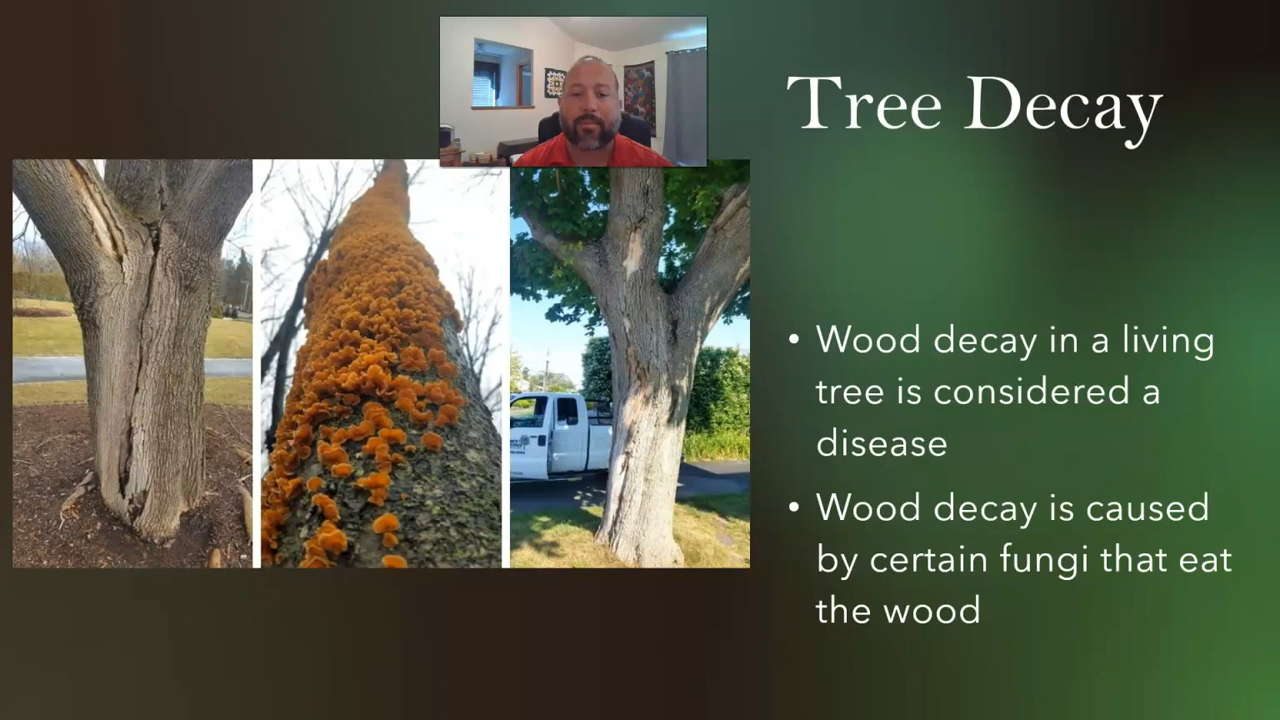 Tree Decay
• Wood decay in a living
tree is considered a
disease
• Wood decay is caused
by certain fungi that eat
the wood